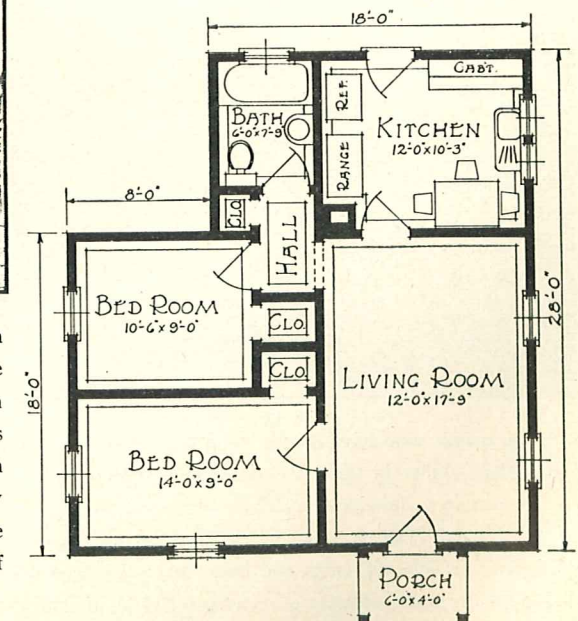 18'-0"
CAB'T.
BATH
6'-0"x7'-9"
REF.
KITCHEN
12'-0"x10'-3"
RANGE
8'-0"
CLO.
HALL
28'-0"
BED ROOM
10'-6"x9'-0"
CLO.
CLO.
LIVING ROOM
12'-0"x17'-9"
18'-0"
BED ROOM
14'-0"x9'-0"
PORCH
6'-0"x4'-0"